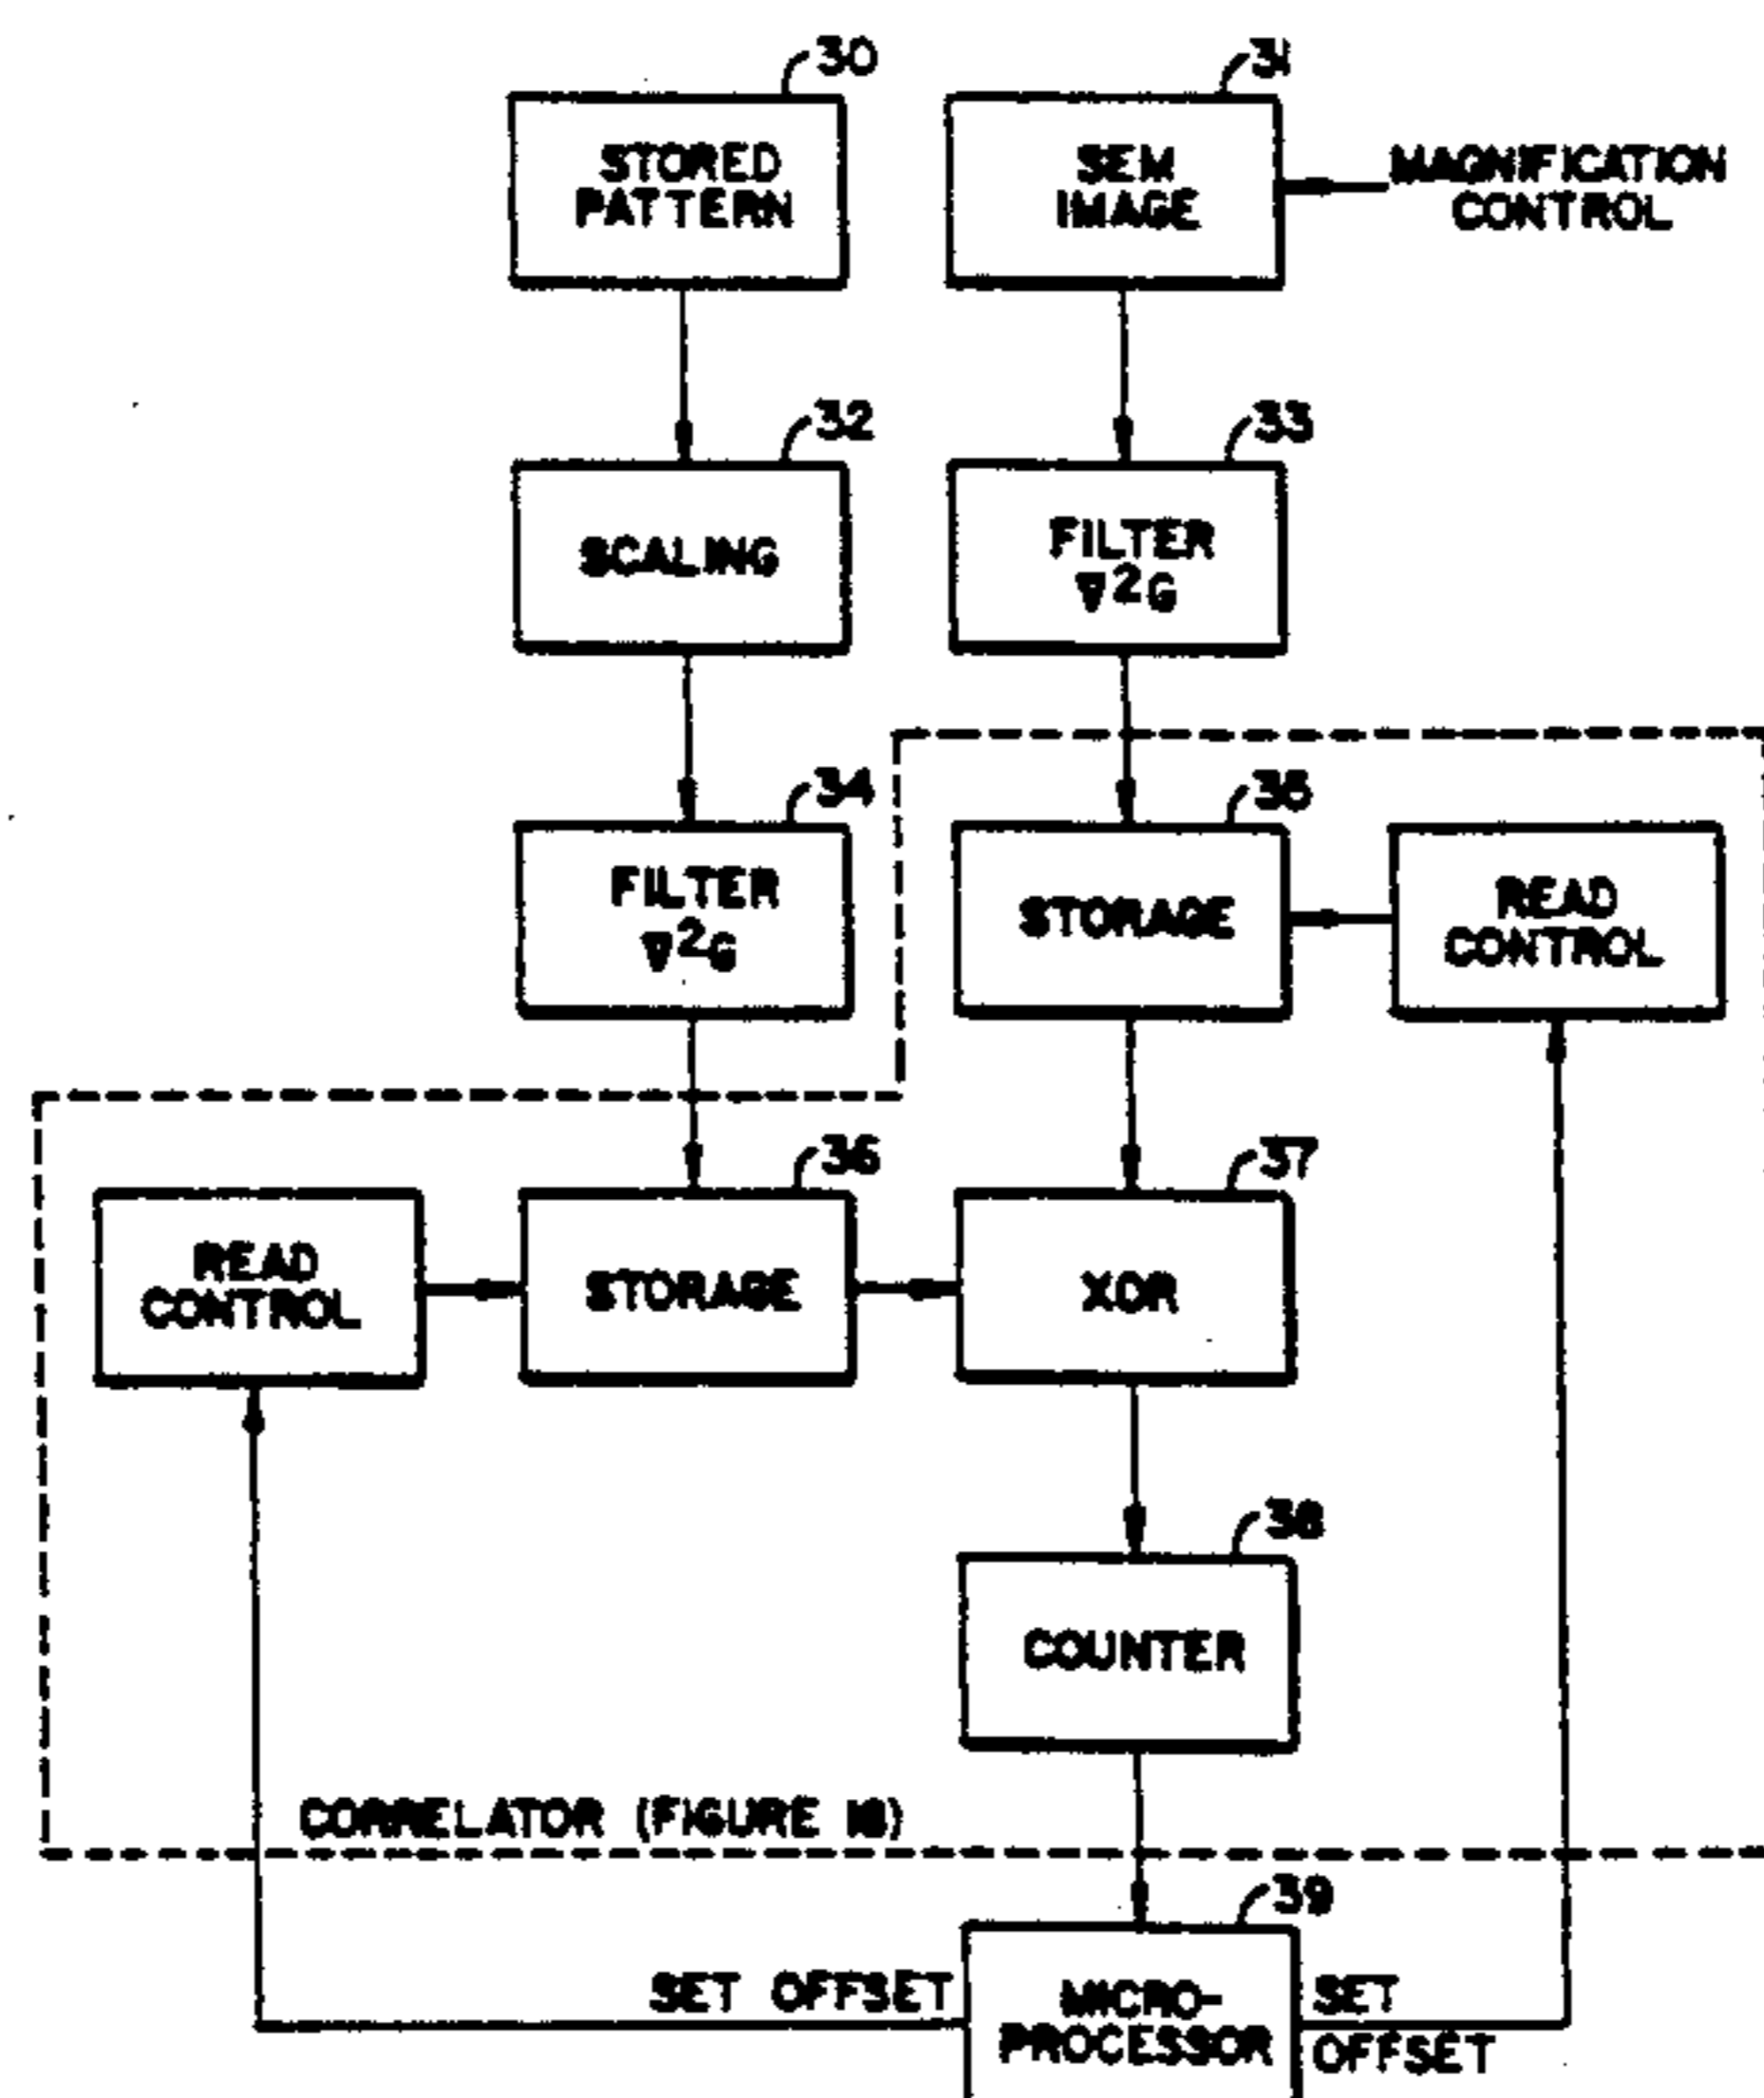 30
31
STORED
PATTERN
SEM
IMAGE
MAGNIFICATION
CONTROL
32
33
SCALING
FILTER
∇²G
34
35
FILTER
∇²G
STORAGE
READ
CONTROL
36
37
READ
CONTROL
STORAGE
XOR
38
COUNTER
CORRELATOR (FIGURE
39
SET OFFSET
MICRO-
PROCESSOR
SET
OFFSET